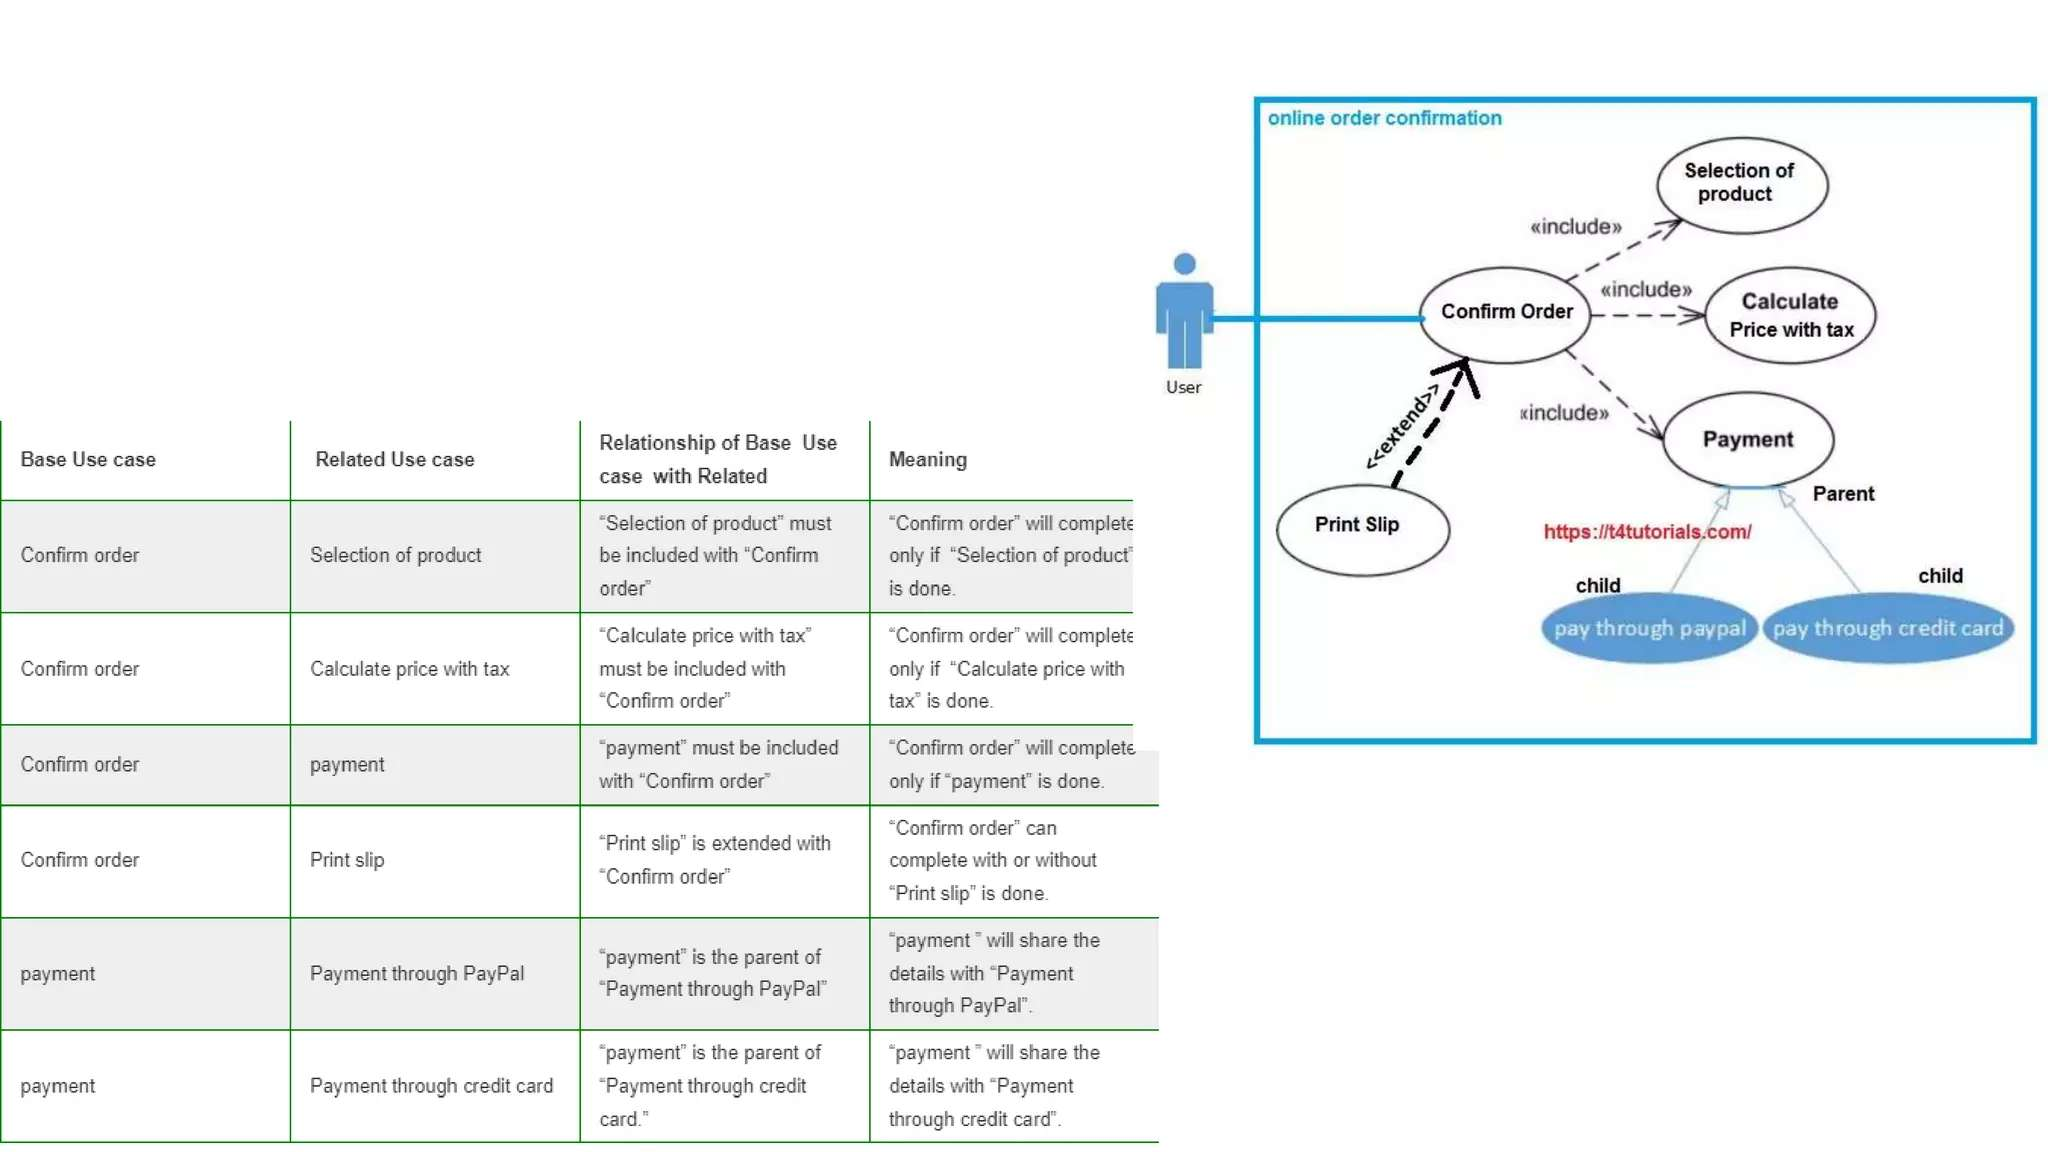 online order confirmation
Selection of
product
«include»
«include»
Calculate
Price with tax
Confirm Order
User
<<extend>>
«include»
Payment
Parent
Print Slip
https://t4tutorials.com/
child
child
pay through paypal
pay through credit card
Base Use case
Related Use case
Relationship of Base Use
case with Related
Meaning
Confirm order
Selection of product
“Selection of product” must
be included with “Confirm
order”
“Confirm order” will complete
only if “Selection of product”
is done.
Confirm order
Calculate price with tax
“Calculate price with tax”
must be included with
“Confirm order”
“Confirm order” will complete
only if “Calculate price with
tax” is done.
Confirm order
payment
“payment” must be included
with “Confirm order”
“Confirm order” will complete
only if “payment” is done.
Confirm order
Print slip
“Print slip” is extended with
“Confirm order”
“Confirm order” can
complete with or without
“Print slip” is done.
payment
Payment through PayPal
“payment” is the parent of
“Payment through PayPal”
“payment ” will share the
details with “Payment
through PayPal”.
payment
Payment through credit card
“payment” is the parent of
“Payment through credit
card.”
“payment ” will share the
details with “Payment
through credit card”.